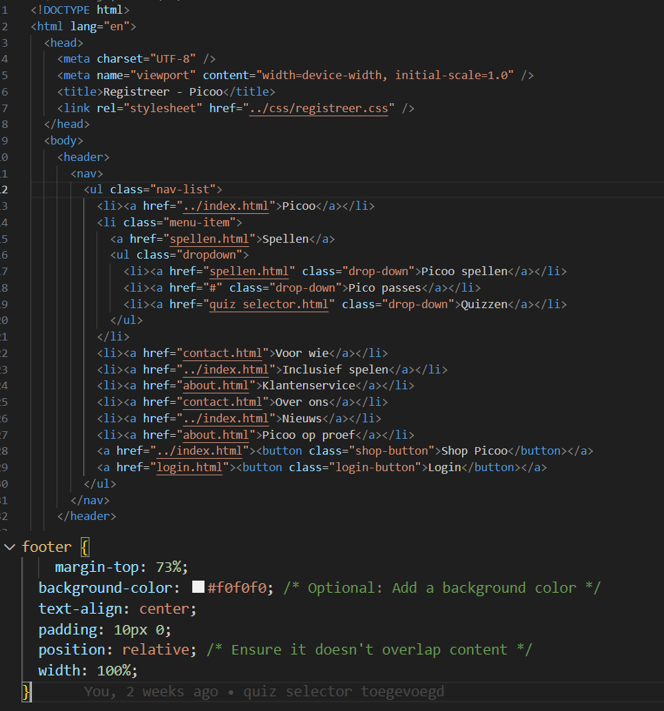 1 <!DOCTYPE html>
2 <html lang="en">
3 <head>
4 <meta charset="UTF-8" />
5 <meta name="viewport" content="width=device-width, initial-scale=1.0" />
6 <title>Registreer - Picoo</title>
7 <link rel="stylesheet" href="../css/registreer.css" />
8 </head>
9 <body>
10 <header>
11 <nav>
12 <ul class="nav-list">
13 <li><a href="../index.html">Picoo</a></li>
14 <li class="menu-item">
15 <a href="spellen.html">Spellen</a>
16 <ul class="dropdown">
17 <li><a href="spellen.html" class="drop-down">Picoo spellen</a></li>
18 <li><a href="#" class="drop-down">Pico passes</a></li>
19 <li><a href="quiz selector.html" class="drop-down">Quizzen</a></li>
20 </ul>
21 </li>
22 <li><a href="contact.html">Voor wie</a></li>
23 <li><a href="../index.html">Inclusief spelen</a></li>
24 <li><a href="about.html">Klantenservice</a></li>
25 <li><a href="contact.html">Over ons</a></li>
26 <li><a href="../index.html">Nieuws</a></li>
27 <li><a href="about.html">Picoo op proef</a></li>
28 <a href="../index.html"><button class="shop-button">Shop Picoo</button></a>
29 <a href="login.html"><button class="login-button">Login</button></a>
30 </ul>
31 </nav>
32 </header>
footer {
margin-top: 73%;
background-color: #f0f0f0; /* Optional: Add a background color */
text-align: center;
padding: 10px 0;
position: relative; /* Ensure it doesn't overlap content */
width: 100%;
} You, 2 weeks ago • quiz selector toegevoegd